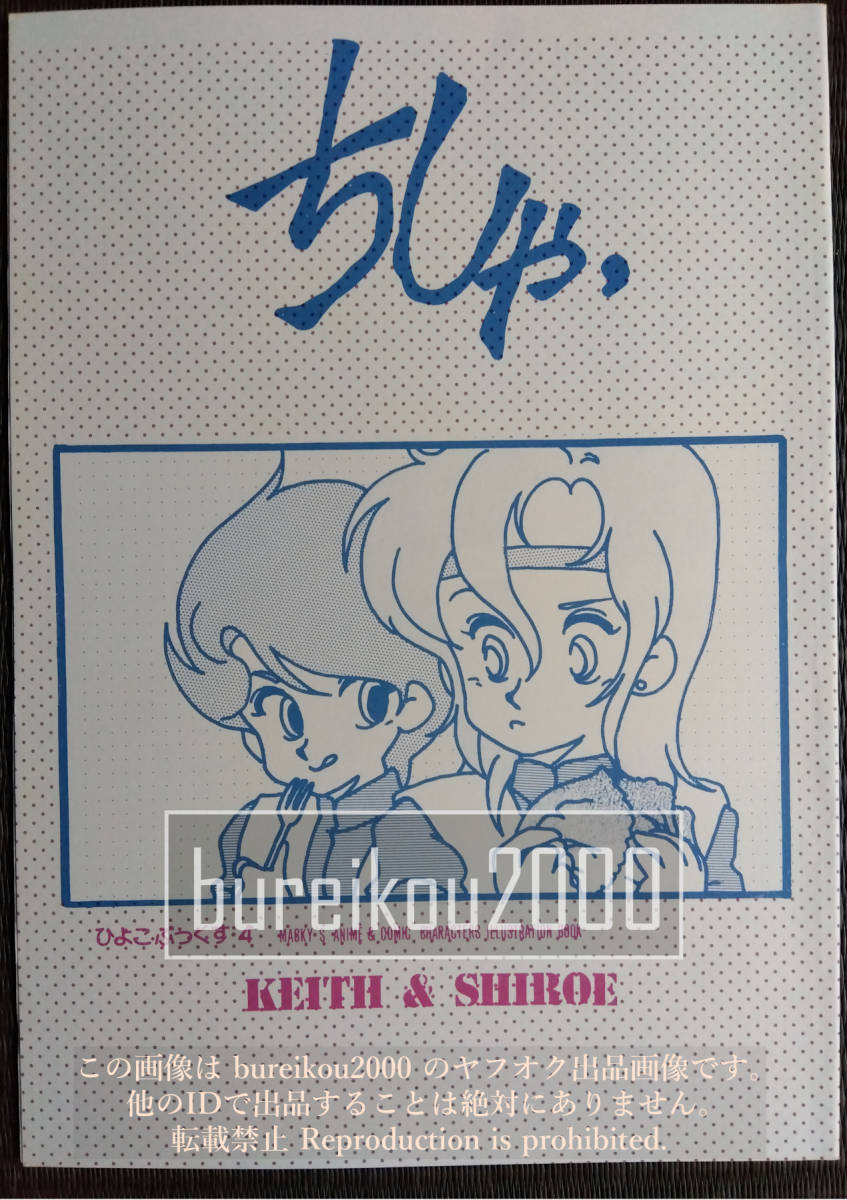 ちしゃ,
bureikou2000
ひよこ・ぶっくす・4 MABKY・S ANIME & COMIC CHARACTERS ILLUSTRATION BOOK
KEITH & SHIROE
この画像は bureikou2000 のヤフオク出品画像です。
他のIDで出品することは絶対にありません。
転載禁止 Reproduction is prohibited.